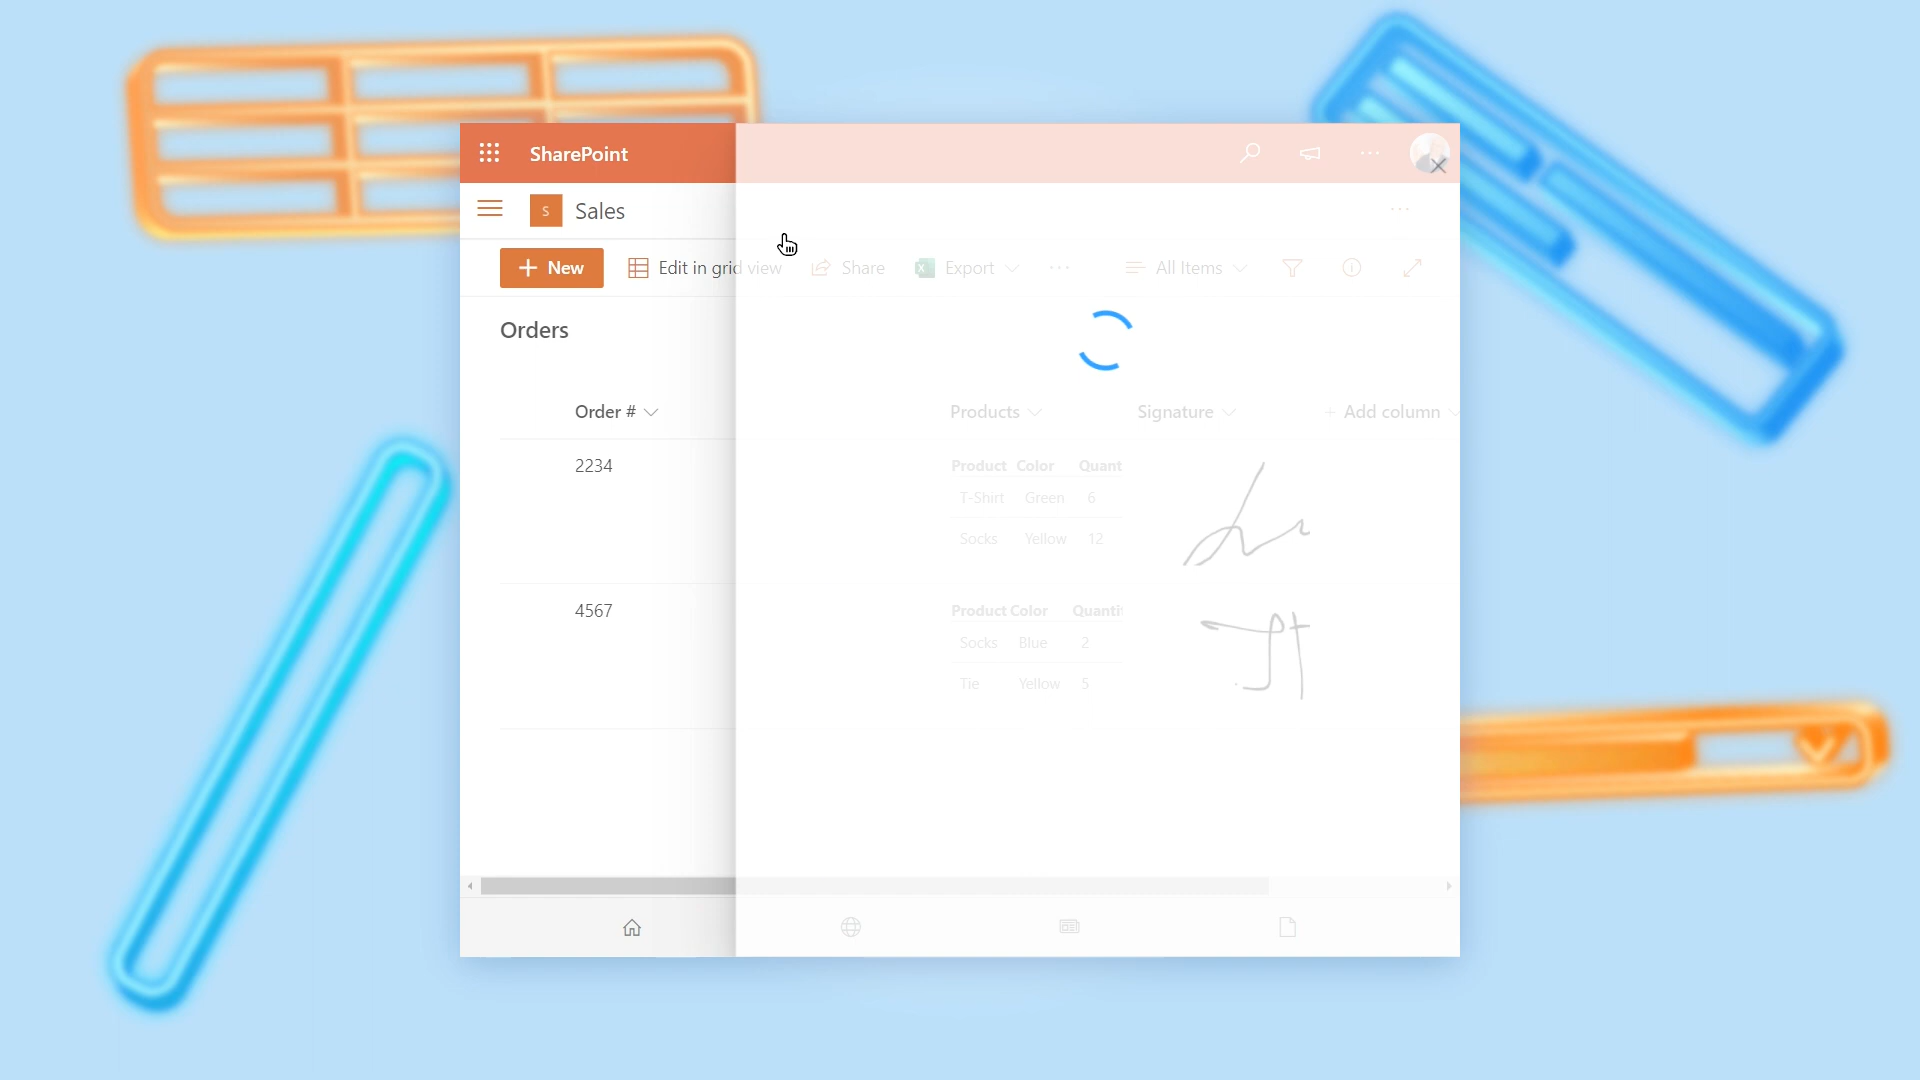 SharePoint
S Sales
New Edit in grid view Share Export All Items
Orders
Order # Products Signature + Add column
2234
Product Color Quant
T-Shirt Green 6
Socks Yellow 12
4567
Product Color Quanti
Socks Blue 2
Tie Yellow 5